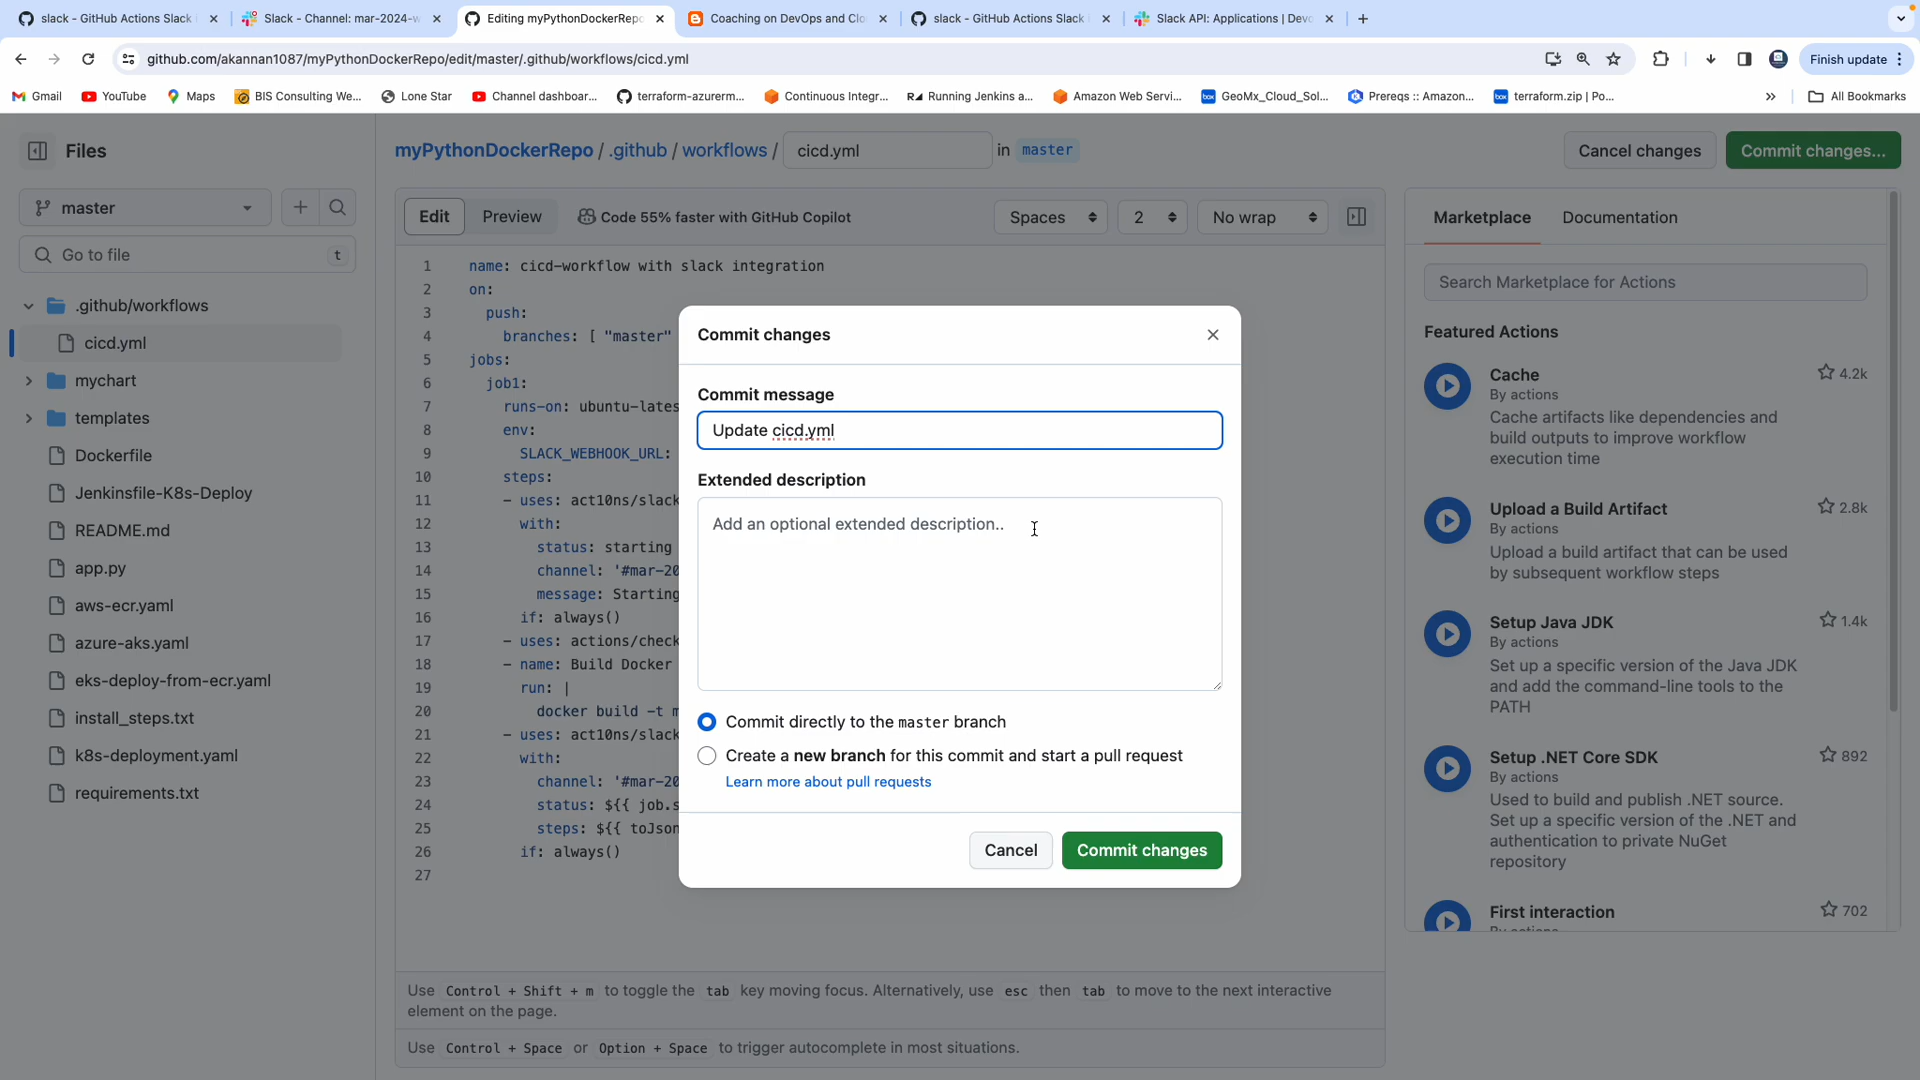 slack - GitHub Actions Slack
Slack - Channel: mar-2024-w
Editing myPythonDockerRepo
Coaching on DevOps and Clo
slack - GitHub Actions Slack
Slack API: Applications | Devo
github.com/akannan1087/myPythonDockerRepo/edit/master/.github/workflows/cicd.yml
Finish update
Gmail
YouTube
Maps
BIS Consulting We...
Lone Star
Channel dashboar...
terraform-azurerm...
Continuous Integr...
Running Jenkins a...
Amazon Web Servi...
GeoMx_Cloud_Sol...
Prereqs :: Amazon...
terraform.zip | Po...
All Bookmarks
Files
myPythonDockerRepo / .github / workflows / cicd.yml in master
Cancel changes
Commit changes...
master
Go to file t
.github/workflows
cicd.yml
mychart
templates
Dockerfile
Jenkinsfile-K8s-Deploy
README.md
app.py
aws-ecr.yaml
azure-aks.yaml
eks-deploy-from-ecr.yaml
install_steps.txt
k8s-deployment.yaml
requirements.txt
Edit
Preview
Code 55% faster with GitHub Copilot
Spaces
2
No wrap
1 name: cicd-workflow with slack integration
2 on:
3 push:
4 branches: [ "master"
5 jobs:
6 job1:
7 runs-on: ubuntu-lates
8 env:
9 SLACK_WEBHOOK_URL:
10 steps:
11 - uses: act10ns/slack
12 with:
13 status: starting
14 channel: '#mar-20
15 message: Starting
16 if: always()
17 - uses: actions/check
18 - name: Build Docker
19 run: |
20 docker build -t m
21 - uses: act10ns/slack
22 with:
23 channel: '#mar-20
24 status: ${{ job.s
25 steps: ${{ toJson
26 if: always()
27
Commit changes
Commit message
Update cicd.yml
Extended description
Add an optional extended description..
Commit directly to the master branch
Create a new branch for this commit and start a pull request
Learn more about pull requests
Cancel
Commit changes
Use Control + Shift + m to toggle the tab key moving focus. Alternatively, use esc then tab to move to the next interactive
element on the page.
Use Control + Space or Option + Space to trigger autocomplete in most situations.
Marketplace
Documentation
Search Marketplace for Actions
Featured Actions
Cache 4.2k
By actions
Cache artifacts like dependencies and
build outputs to improve workflow
execution time
Upload a Build Artifact 2.8k
By actions
Upload a build artifact that can be used
by subsequent workflow steps
Setup Java JDK 1.4k
By actions
Set up a specific version of the Java JDK
and add the command-line tools to the
PATH
Setup .NET Core SDK 892
By actions
Used to build and publish .NET source.
Set up a specific version of the .NET and
authentication to private NuGet
repository
First interaction 702
By actions